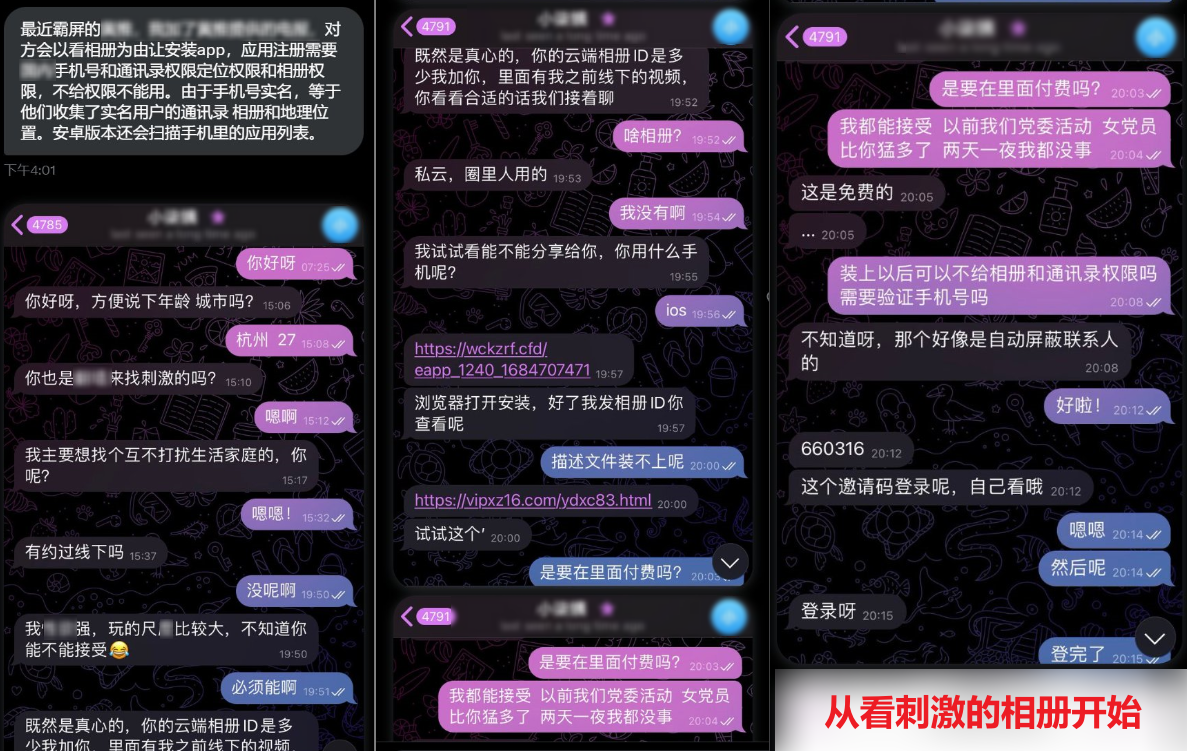 最近霸屏的 对
方会以看相册为由让安装app，应用注册需要
手机号和通讯录权限定位权限和相册权
限，不给权限不能用。由于手机号实名，等于
他们收集了实名用户的通讯录 相册和地理位
置。安卓版本还会扫描手机里的应用列表。
下午4:01
4785
last seen a long time ago
你好呀 07:25
你好呀，方便说下年龄 城市吗？ 15:06
杭州 27 15:08
你也是 来找刺激的吗？ 15:10
嗯啊 15:12
我主要想找个互不打扰生活家庭的，你
呢？ 15:17
嗯嗯！ 15:32
有约过线下吗 15:37
没呢啊 19:50
我 强，玩的尺 比较大，不知道你
能不能接受😂 19:50
必须能啊 19:51
既然是真心的，你的云端相册ID是多
少我加你，里面有我之前线下的视频，
4791
last seen a long time ago
既然是真心的，你的云端相册ID是多
少我加你，里面有我之前线下的视频，
你看看合适的话我们接着聊 19:52
啥相册？ 19:52
私云，圈里人用的 19:53
我没有啊 19:54
我试试看能不能分享给你，你用什么手
机呢？ 19:55
ios 19:56
https://wckzrf.cfd/
eapp_1240_1684707471 19:57
浏览器打开安装，好了我发相册ID你
查看呢 19:57
描述文件装不上呢 20:00
https://vipxz16.com/ydxc83.html 20:00
试试这个′ 20:00
是要在里面付费吗？ 20:03
4791
last seen a long time ago
是要在里面付费吗？ 20:03
我都能接受 以前我们党委活动 女党员
比你猛多了 两天一夜我都没事 20:04
4791
last seen a long time ago
是要在里面付费吗？ 20:03
我都能接受 以前我们党委活动 女党员
比你猛多了 两天一夜我都没事 20:04
这是免费的 20:05
... 20:05
装上以后可以不给相册和通讯录权限吗
需要验证手机号吗 20:08
不知道呀，那个好像是自动屏蔽联系人
的 20:08
好啦！ 20:12
660316 20:12
这个邀请码登录呢，自己看哦 20:12
嗯嗯 20:14
然后呢 20:14
登录呀 20:15
登完了 20:15
从看刺激的相册开始